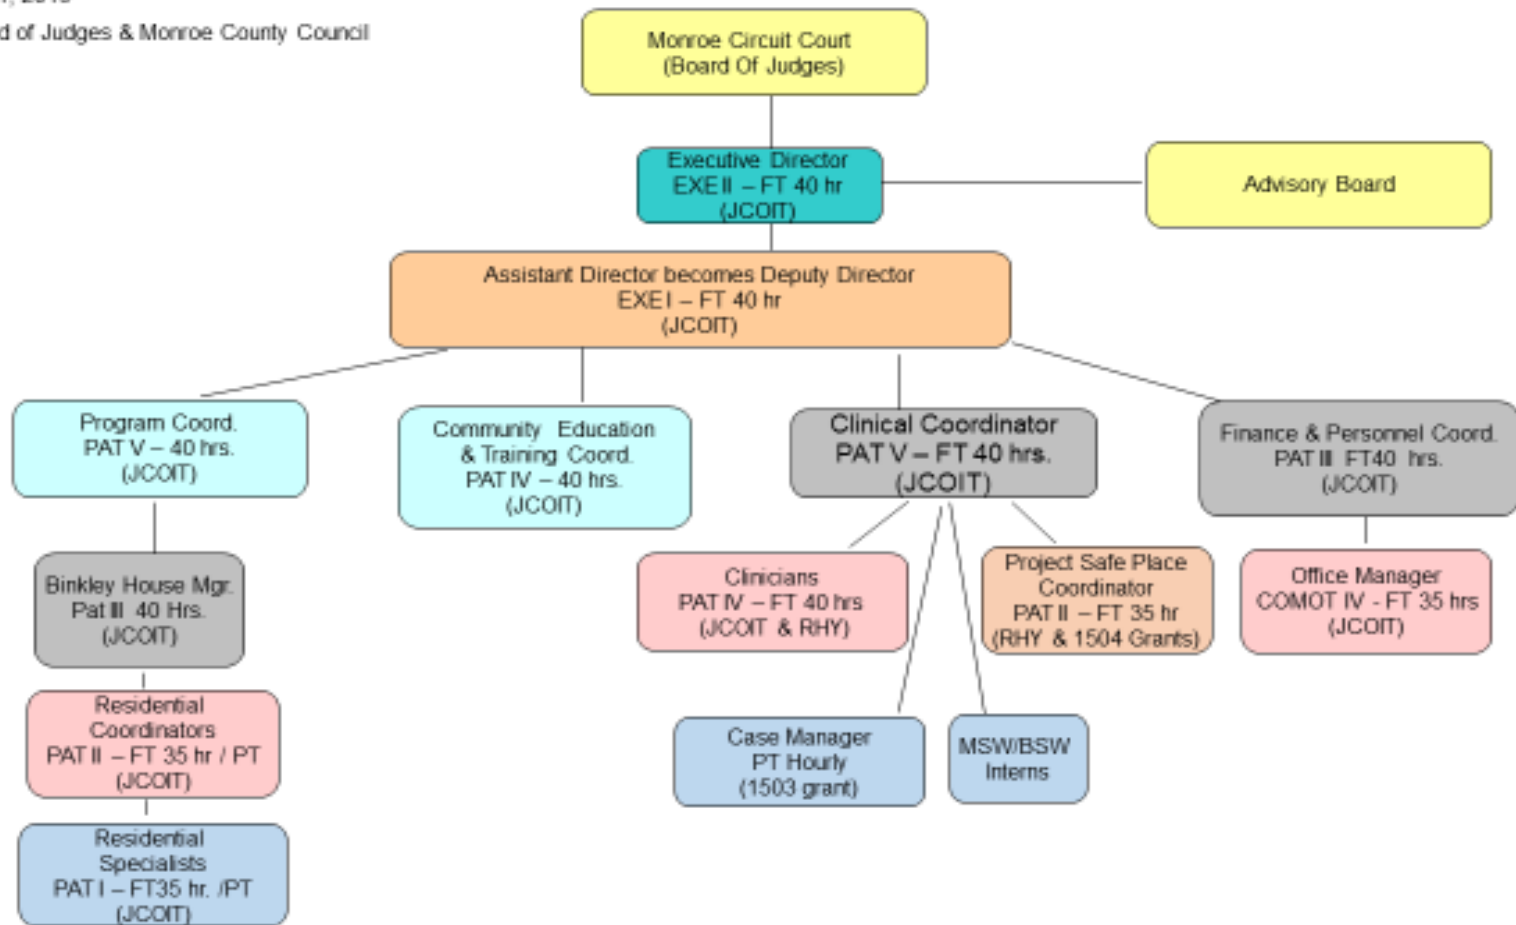 d of Judges & Monroe County Council
Monroe Circuit Court
(Board Of Judges)
Executive Director
EXE II – FT 40 hr
(JCOIT)
Advisory Board
Assistant Director becomes Deputy Director
EXE I – FT 40 hr
(JCOIT)
Program Coord.
PAT V – 40 hrs.
(JCOIT)
Community Education
& Training Coord.
PAT IV – 40 hrs.
(JCOIT)
Clinical Coordinator
PAT V – FT 40 hrs.
(JCOIT)
Finance & Personnel Coord.
PAT III FT40 hrs.
(JCOIT)
Binkley House Mgr.
Pat III 40 Hrs.
(JCOIT)
Clinicians
PAT IV – FT 40 hrs
(JCOIT & RHY)
Project Safe Place
Coordinator
PAT II – FT 35 hr
(RHY & 1504 Grants)
Office Manager
COMOT IV - FT 35 hrs
(JCOIT)
Residential
Coordinators
PAT II – FT 35 hr / PT
(JCOIT)
Case Manager
PT Hourly
(1503 grant)
MSW/BSW
Interns
Residential
Specialists
PAT I – FT35 hr. /PT
(JCOIT)